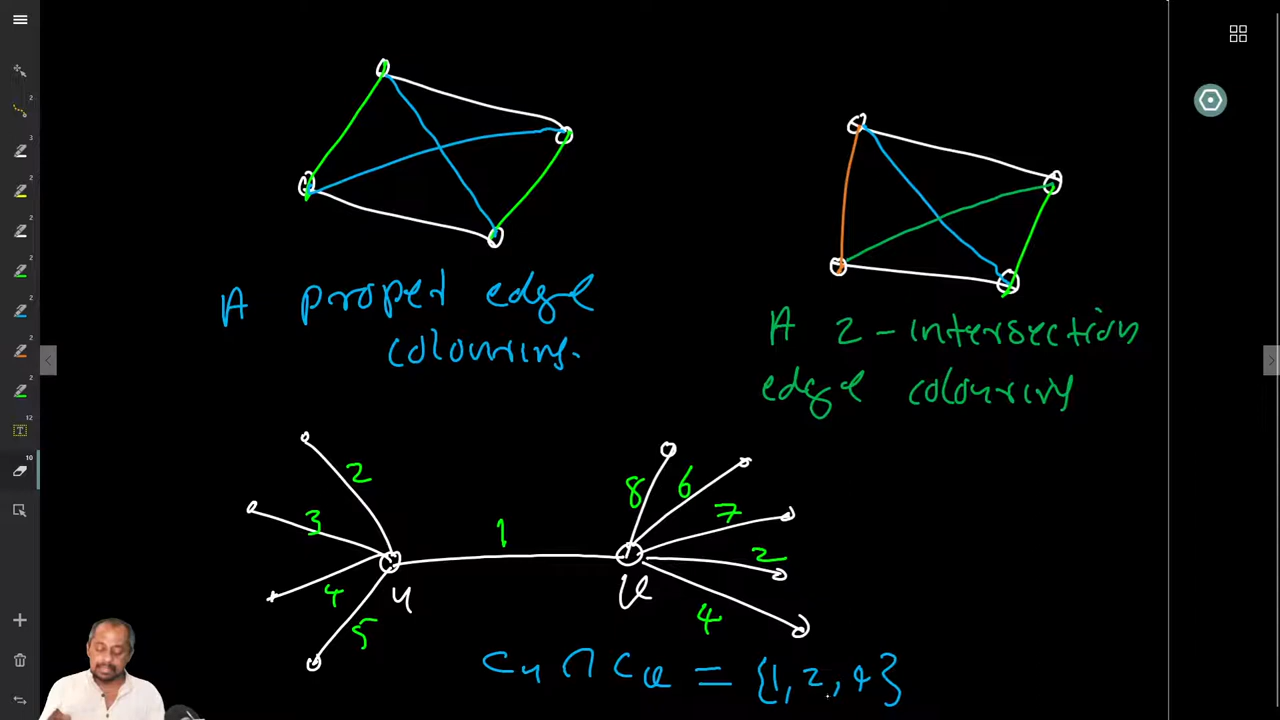 A proper edge
colouring.
A 2-intersection
edge colouring
2
3
4
5
u
1
8
6
7
2
4
v
Cu ∩ Cv = {1, 2, 4}